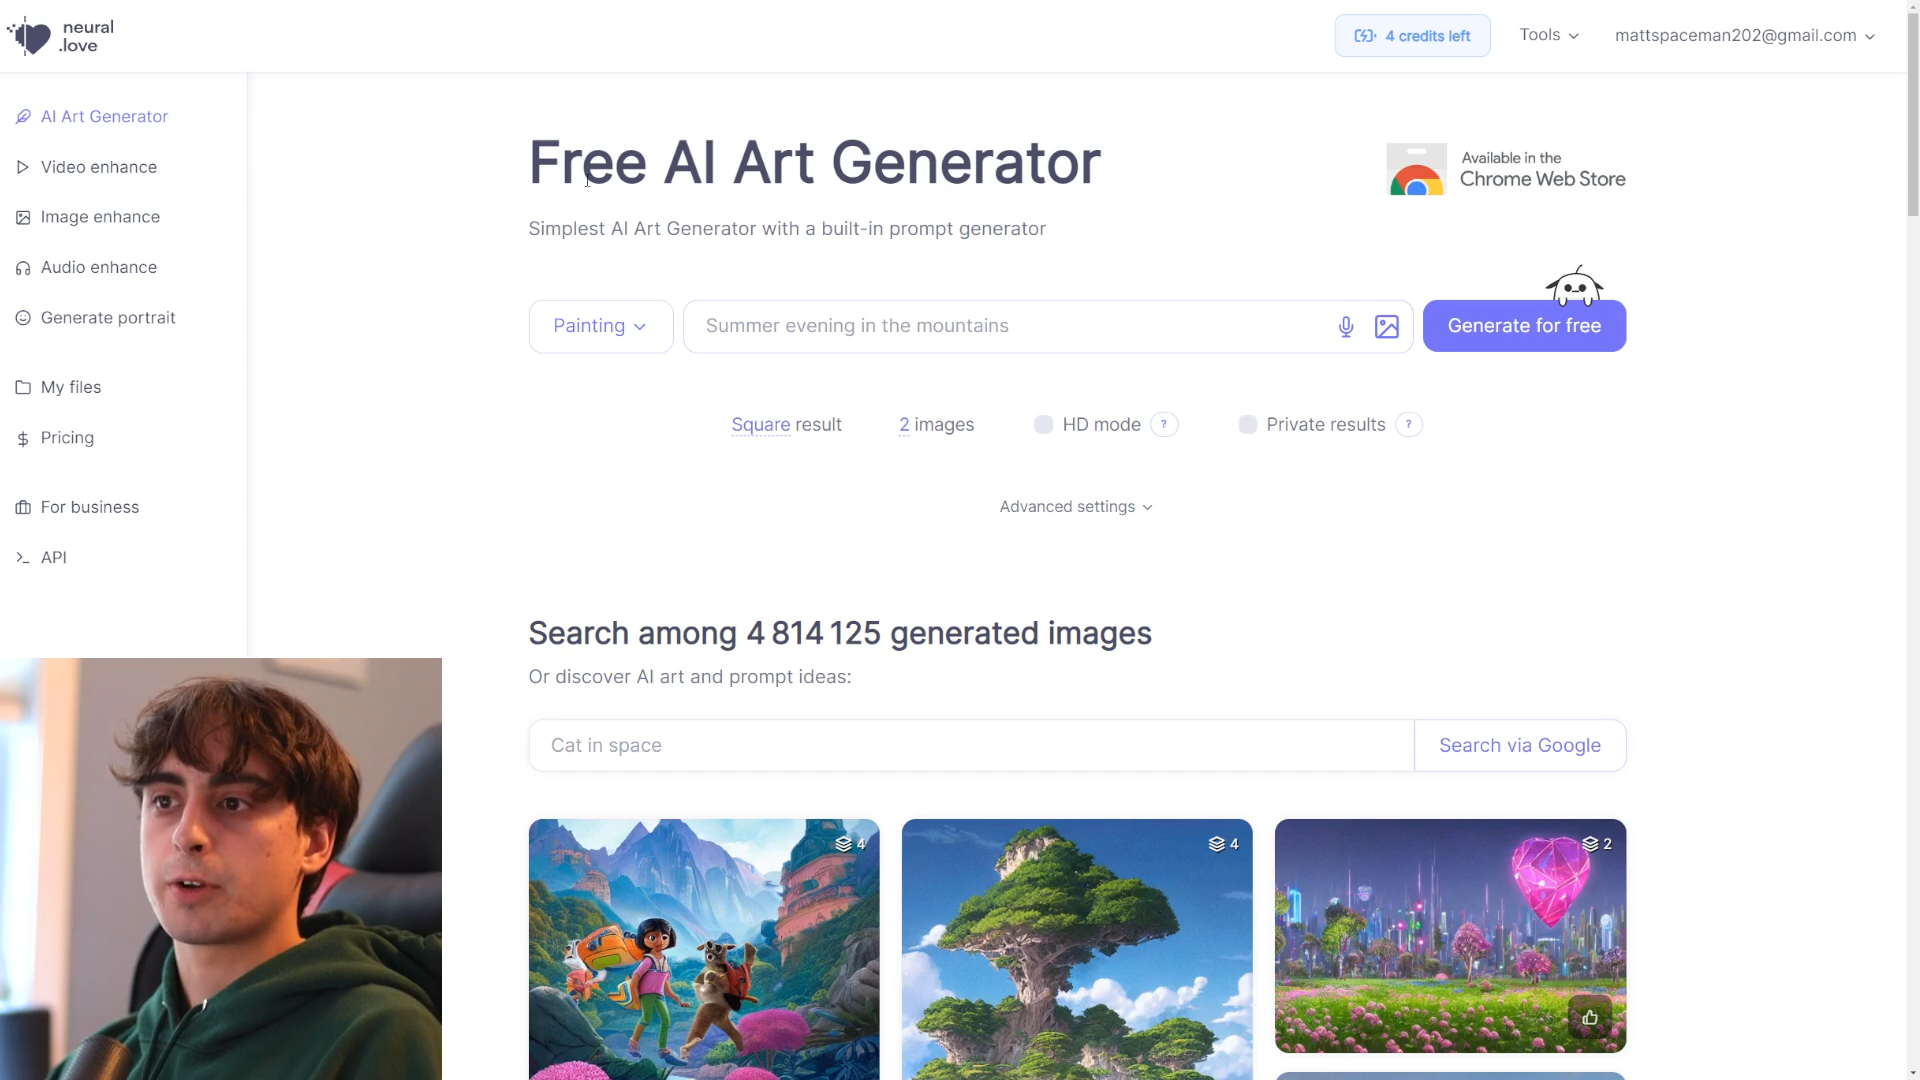 neural
.love
4 credits left
Tools
mattspaceman202@gmail.com
AI Art Generator
Video enhance
Image enhance
Audio enhance
Generate portrait
My files
Pricing
For business
API
Free AI Art Generator
Simplest AI Art Generator with a built-in prompt generator
Available in the
Chrome Web Store
Painting
Summer evening in the mountains
Generate for free
Square result
2 images
HD mode ?
Private results ?
Advanced settings
Search among 4 814 125 generated images
Or discover AI art and prompt ideas:
Cat in space
Search via Google
4
4
2